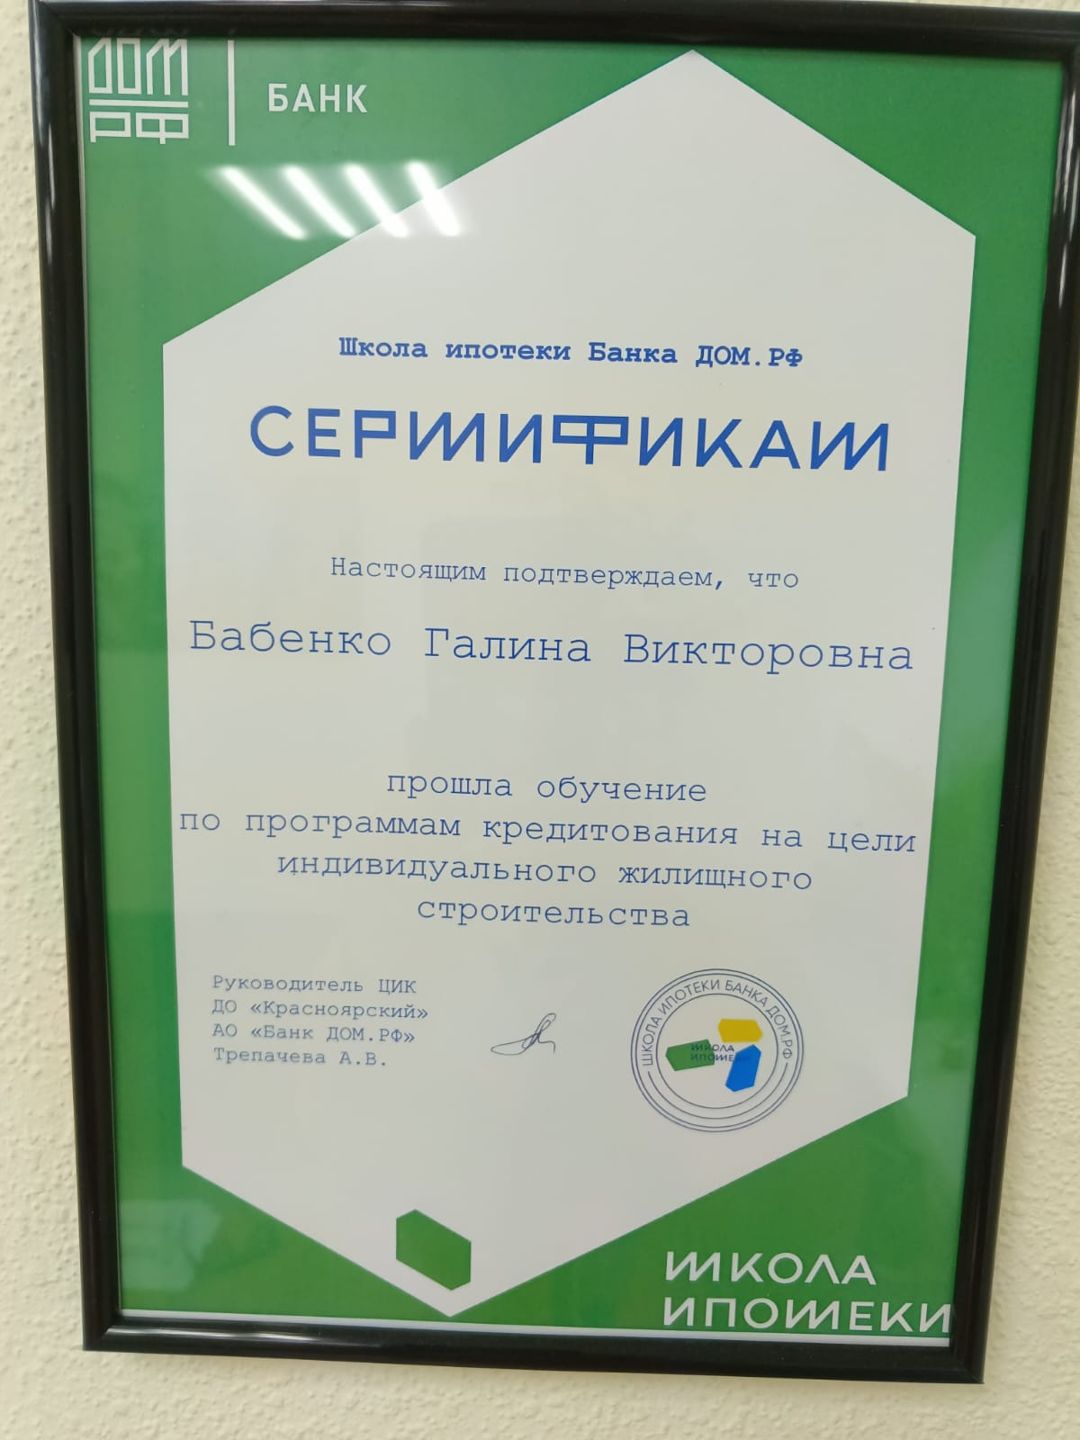 ДОМ
РФ
БАНК
Школа ипотеки Банка ДОМ.РФ
СЕРТИФИКАТ
Настоящим подтверждаем, что
Бабенко Галина Викторовна
прошла обучение
по программам кредитования на цели
индивидуального жилищного
строительства
Руководитель ЦИК
ДО «Красноярский»
АО «Банк ДОМ.РФ»
Трепачева А.В.
ШКОЛА ИПОТЕКИ БАНКА ДОМ.РФ
ШКОЛА
ИПОТЕКИ
ШКОЛА
ИПОТЕКИ